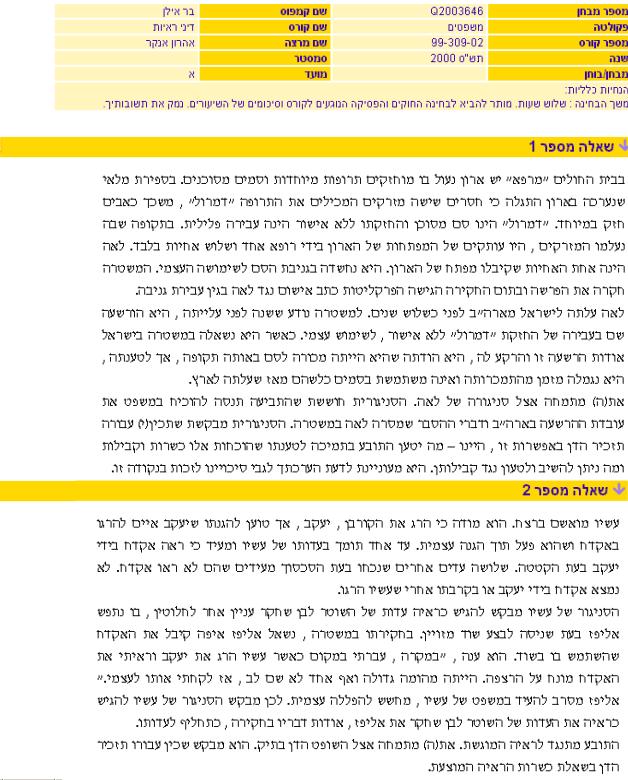 מספר מבחן Q2003646 שם קמפוס בר אילן
פקולטה משפטים שם קורס דיני ראיות
מספר קורס 99-309-02 שם מרצה אהרון אנקר
שנה תש"ס 2000 סמסטר
מבחן/בוחן מועד א
הנחיות כלליות:
משך הבחינה : שלוש שעות. מותר להביא לבחינה החוקים והפסיקה הנוגעים לקורס וסיכומים של השיעורים. נמק את תשובותיך.
שאלה מספר 1
בבית החולים "מרפא" יש ארון נעול בו מוחזקים תרופות מיוחדות וסמים מסוכנים. בספירת מלאי
שנערכה בארון התגלה כי חסרים שישה מזרקים המכילים את התרופה "דמרול" , משכך כאבים
חזק במיוחד. "דמרול" הינו סם מסוכן והחזקתו ללא אישור הינה עבירה פלילית. בתקופה שבה
נעלמו המזרקים , היו עותקים של המפתחות של הארון בידי רופא אחד ושלוש אחיות בלבד. לאה
הינה אחת האחיות שקיבלו מפתח של הארון. היא נחשדה בגניבת הסם לשימושה העצמי. המשטרה
חקרה את הפרשה ובתום החקירה הגישה הפרקליטות כתב אישום נגד לאה בגין עבירת גניבה.
לאה עלתה לישראל מארה"ב לפני כשלוש שנים. למשטרה נודע ששנה לפני עלייתה , היא הורשעה
שם בעבירה של החזקת "דמרול" ללא אישור , לשימוש עצמי. כאשר היא נשאלה במשטרה בישראל
אודות הרשעה זו והרקע לה , היא הודתה שהיא הייתה מכורה לסם באותה תקופה , אך לטענתה ,
היא נגמלה מזמן מהתמכרותה ואינה משתמשת בסמים כלשהם מאז שעלתה לארץ.
את(ה) מתמחה אצל סניגורה של לאה. הסניגורית חוששת שהתביעה תנסה להוכיח במשפט את
עובדת ההרשעה בארה"ב ודברי ההסבר שמסרה לאה במשטרה. הסניגורית מבקשת שתכין(י) עבורה
תזכיר הדן באפשרות זו , היינו – מה יטען התובע בתמיכה לטענתו שהוכחות אלו כשרות וקבילות
ומה ניתן להשיב ולטעון נגד קבילותן. היא מעוניינת לדעת הערכתך לגבי סיכויינו לזכות בנקודה זו.
שאלה מספר 2
עשיו מואשם ברצח. הוא מודה כי הרג את הקורבן , יעקב , אך טוען להגנתו שיעקב איים להרגו
באקדח ושהוא פעל תוך הגנה עצמית. עד אחד תומך בעדותו של עשיו ומעיד כי ראה אקדח בידי
יעקב בעת הקטטה. שלושה עדים אחרים שנכחו בעת הסכסוך מעידים שהם לא ראו אקדח. לא
נמצא אקדח בידי יעקב או בקרבתו אחרי שעשיו הרגו.
הסניגור של עשיו מבקש להגיש כראיה עדות של השוטר לבן שחקר עניין אחר לחלוטין , בו נתפש
אליפז בעת שניסה לבצע שוד מזויין. בחקירתו במשטרה , נשאל אליפז איפה קיבל את האקדח
שהשתמש בו בשוד. הוא ענה , "במקרה , עברתי במקום כאשר עשיו הרג את יעקב וראיתי את
האקדח מונח על הרצפה. הייתה מהומה גדולה ואף אחד לא שם לב , אז לקחתי אותו לעצמי."
אליפז מסרב להעיד במשפט של עשיו , מחשש להפללה עצמית. לכן מבקש הסניגור של עשיו להגיש
כראיה את העדות של השוטר לבן שחקר את אליפז , אודות דבריו בחקירה , כתחליף לעדותו.
התובע מתנגד לראיה המוגשת. את(ה) מתמחה אצל השופט הדן בתיק. הוא מבקש שכין עבורו תזכיר
הדן בשאלת כשרות הראיה המוצעת.